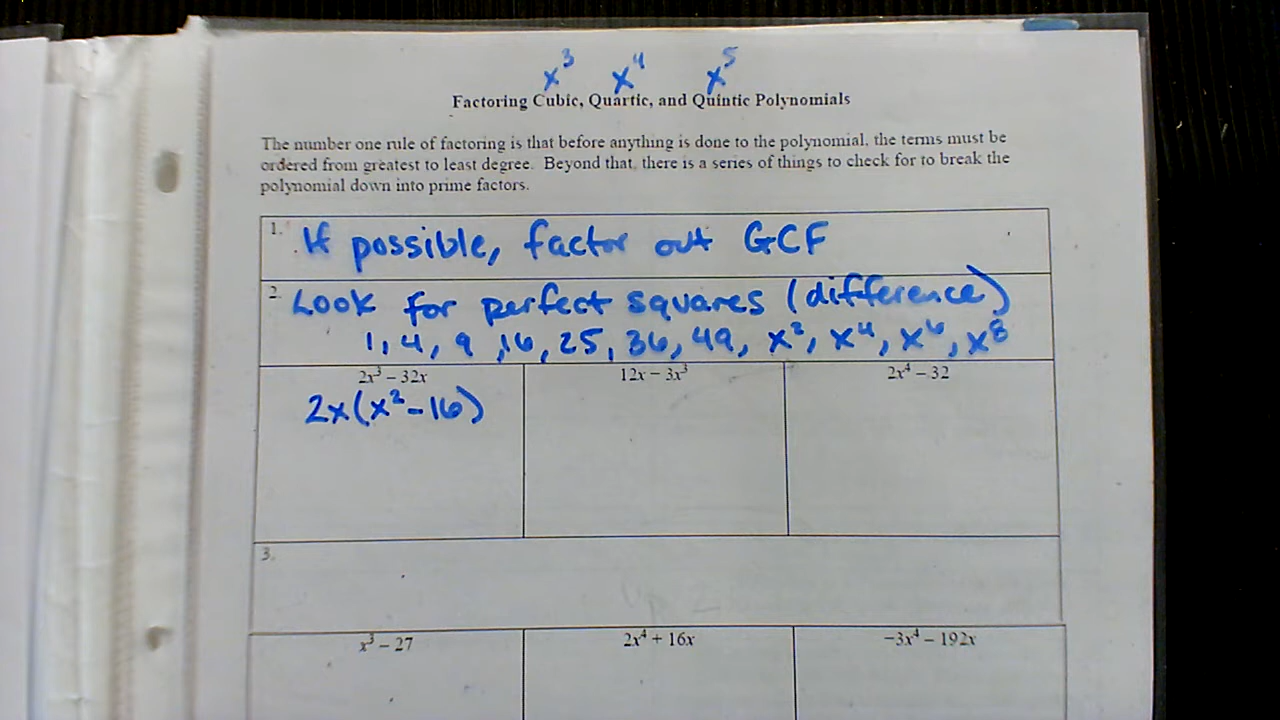 x³ x⁴ x⁵
Factoring Cubic, Quartic, and Quintic Polynomials
The number one rule of factoring is that before anything is done to the polynomial, the terms must be
ordered from greatest to least degree. Beyond that, there is a series of things to check for to break the
polynomial down into prime factors.
1. If possible, factor out GCF
2. Look for perfect squares (difference)
1, 4, 9, 16, 25, 36, 49, x², x⁴, x⁶, x⁸
2x³ – 32x 12x – 3x³ 2x⁴ – 32
2x(x²-16)
3.
x³ – 27 2x⁴ + 16x –3x⁴ – 192x